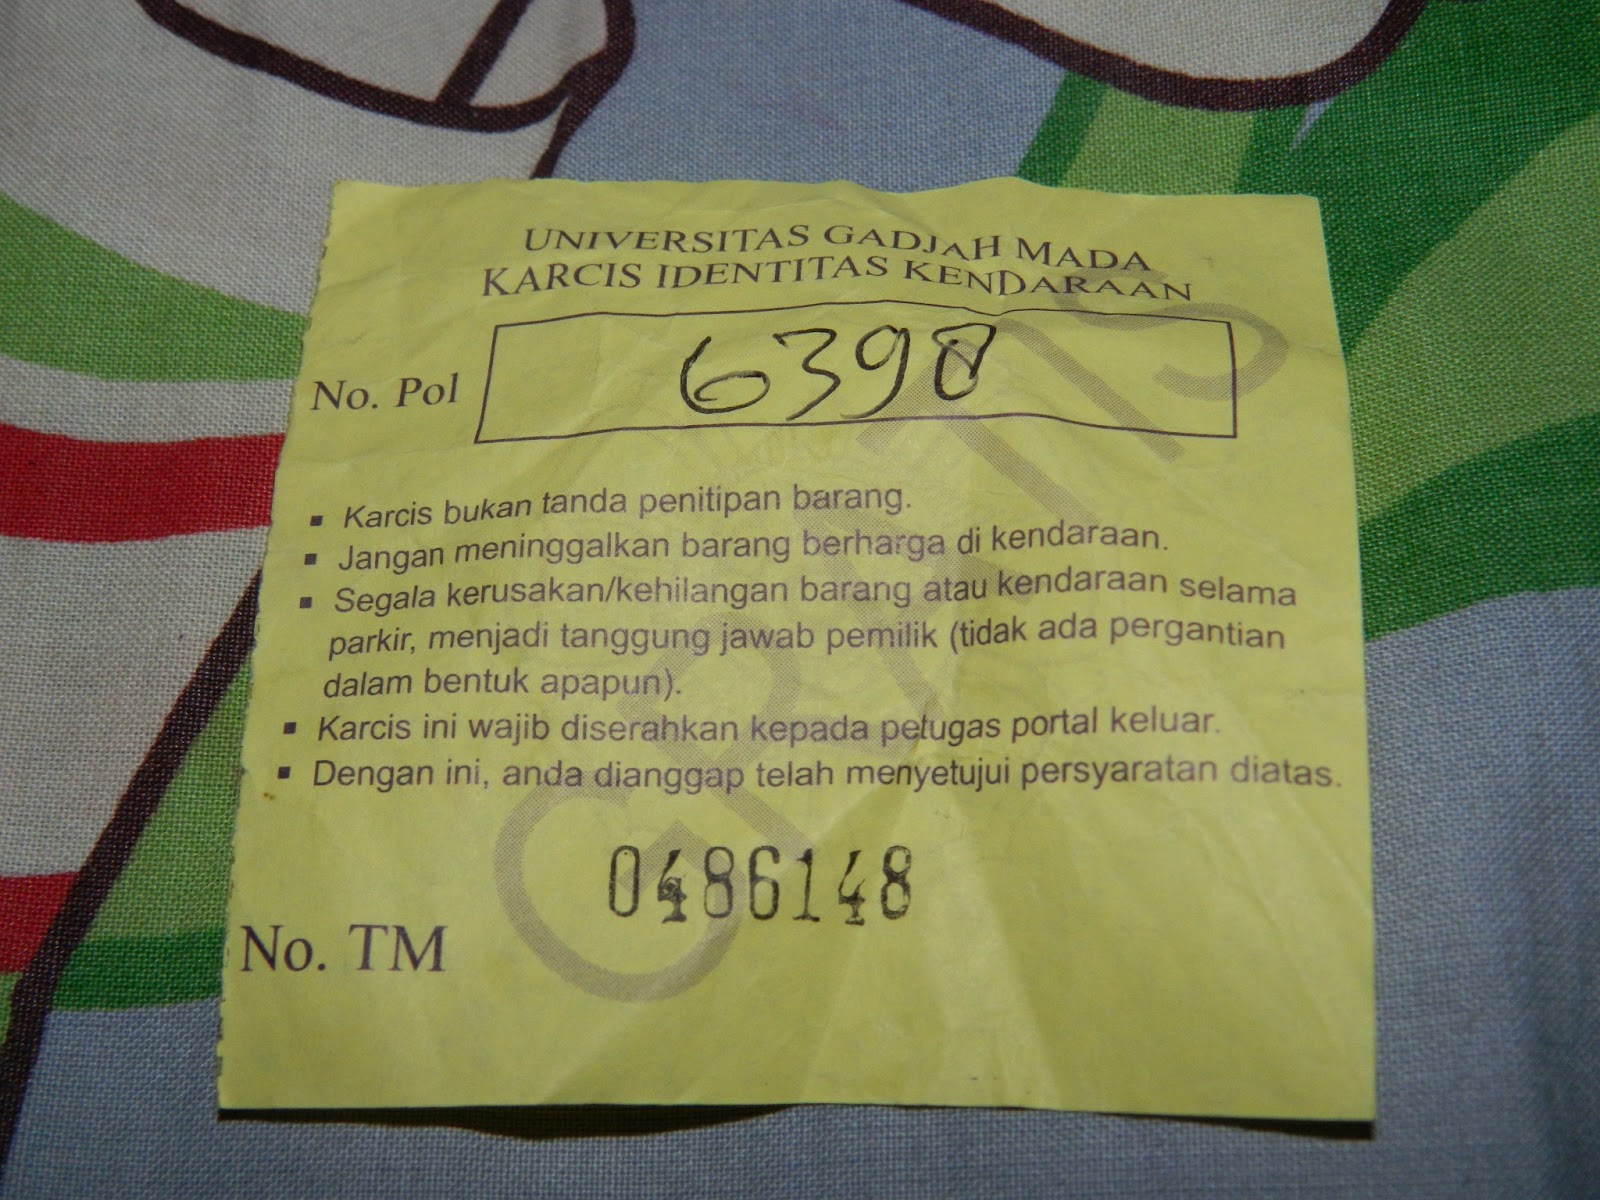 UNIVERSITAS GADJAH MADA
KARCIS IDENTITAS KENDARAAN
No. Pol 6398
▪ Karcis bukan tanda penitipan barang.
▪ Jangan meninggalkan barang berharga di kendaraan.
▪ Segala kerusakan/kehilangan barang atau kendaraan selama
parkir, menjadi tanggung jawab pemilik (tidak ada pergantian
dalam bentuk apapun).
▪ Karcis ini wajib diserahkan kepada petugas portal keluar.
▪ Dengan ini, anda dianggap telah menyetujui persyaratan diatas.
0486148
No. TM
GRATIS